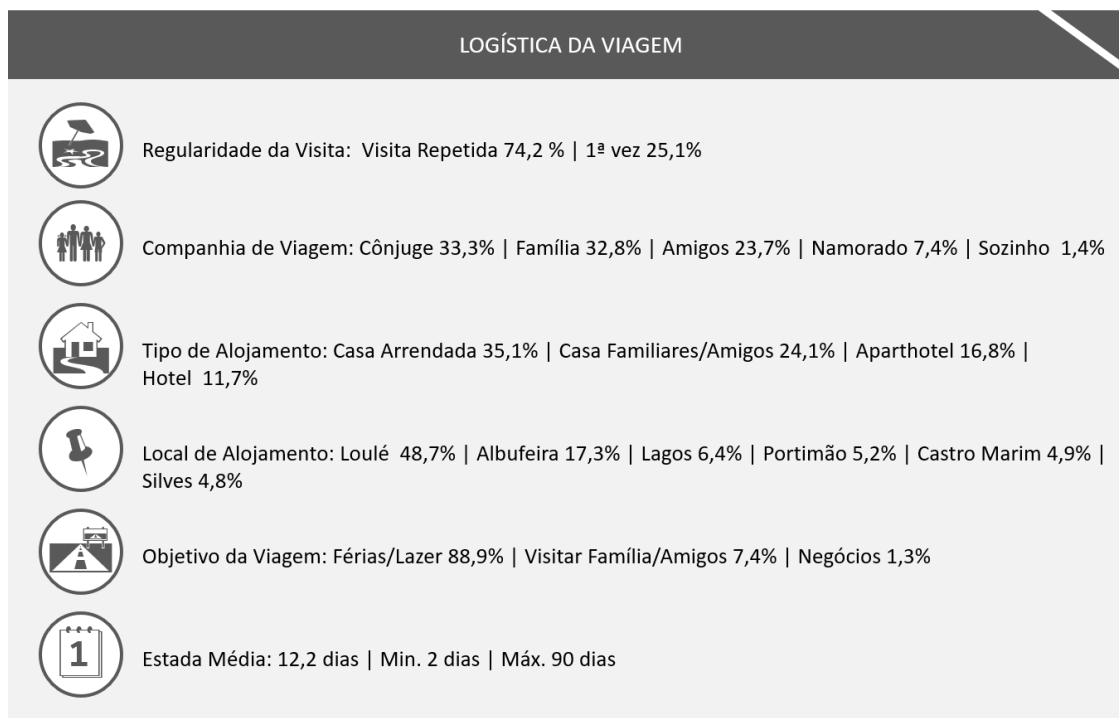 LOGÍSTICA DA VIAGEM
Regularidade da Visita: Visita Repetida 74,2 % | 1ª vez 25,1%
Companhia de Viagem: Cônjuge 33,3% | Família 32,8% | Amigos 23,7% | Namorado 7,4% | Sozinho 1,4%
Tipo de Alojamento: Casa Arrendada 35,1% | Casa Familiares/Amigos 24,1% | Aparthotel 16,8% |
Hotel 11,7%
Local de Alojamento: Loulé 48,7% | Albufeira 17,3% | Lagos 6,4% | Portimão 5,2% | Castro Marim 4,9% |
Silves 4,8%
Objetivo da Viagem: Férias/Lazer 88,9% | Visitar Família/Amigos 7,4% | Negócios 1,3%
1
Estada Média: 12,2 dias | Min. 2 dias | Máx. 90 dias